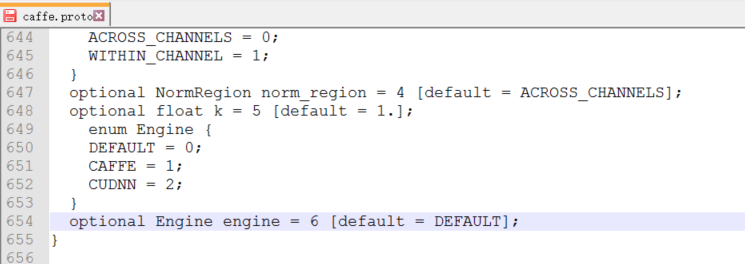 caffe.proto
644 ACROSS_CHANNELS = 0;
645 WITHIN_CHANNEL = 1;
646 }
647 optional NormRegion norm_region = 4 [default = ACROSS_CHANNELS];
648 optional float k = 5 [default = 1.];
649 enum Engine {
650 DEFAULT = 0;
651 CAFFE = 1;
652 CUDNN = 2;
653 }
654 optional Engine engine = 6 [default = DEFAULT];
655 }
656